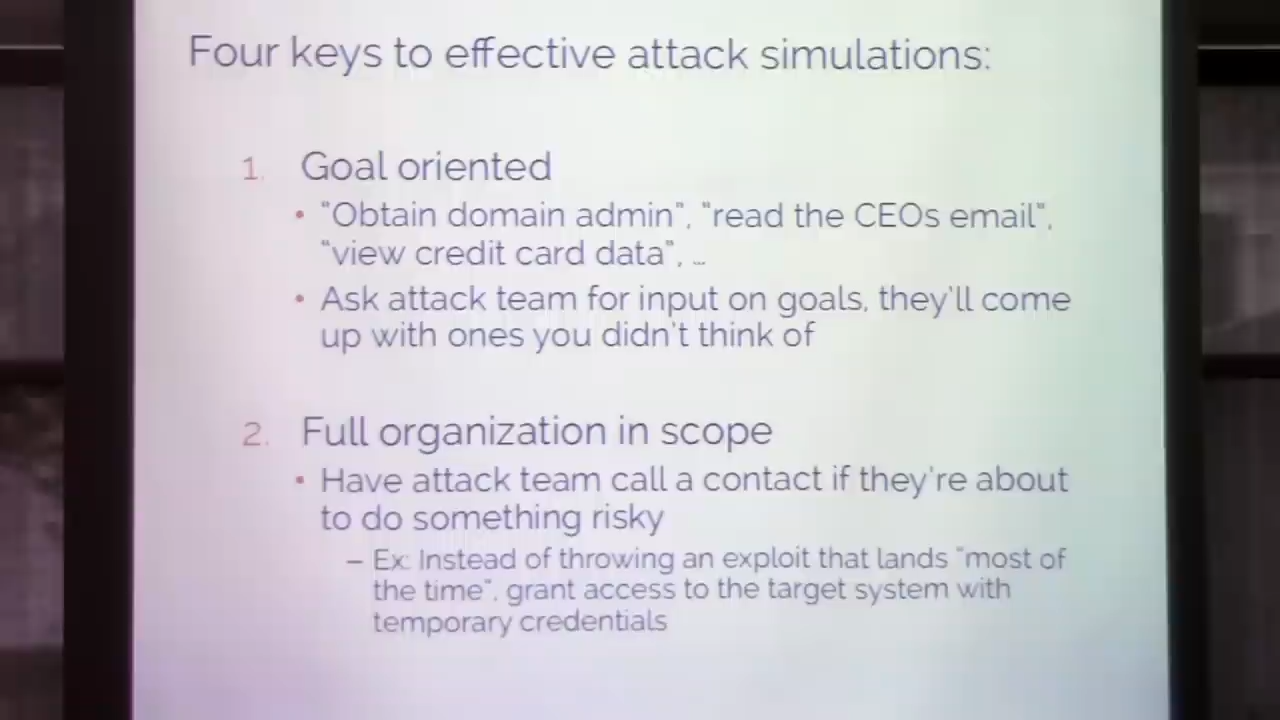 Four keys to effective attack simulations:
1. Goal oriented
• "Obtain domain admin", "read the CEOs email",
"view credit card data", …
• Ask attack team for input on goals, they'll come
up with ones you didn't think of
2. Full organization in scope
• Have attack team call a contact if they're about
to do something risky
– Ex: Instead of throwing an exploit that lands "most of
the time", grant access to the target system with
temporary credentials